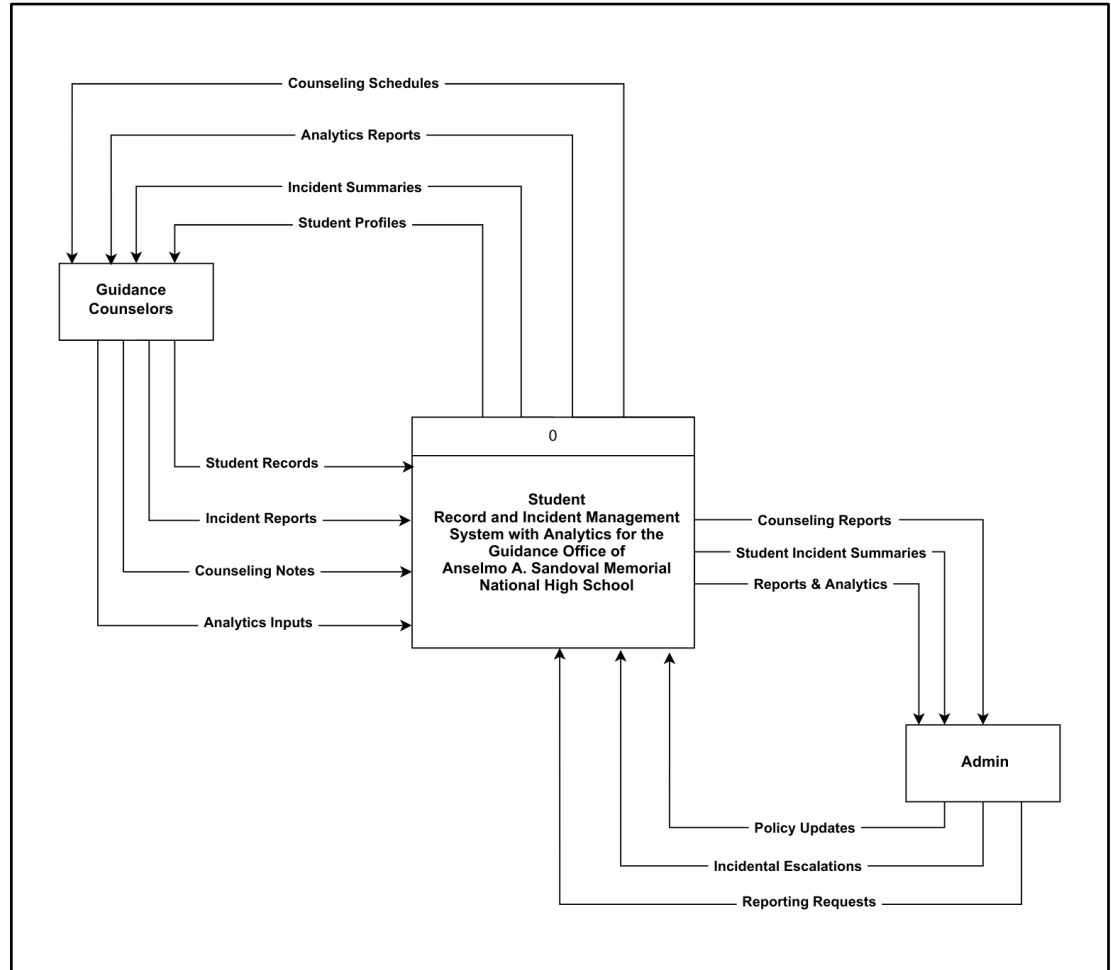 Counseling Schedules
Analytics Reports
Incident Summaries
Student Profiles
Guidance
Counselors
0
Student Records
Incident Reports
Counseling Notes
Analytics Inputs
Student
Record and Incident Management
System with Analytics for the
Guidance Office of
Anselmo A. Sandoval Memorial
National High School
Counseling Reports
Student Incident Summaries
Reports & Analytics
Admin
Policy Updates
Incidental Escalations
Reporting Requests